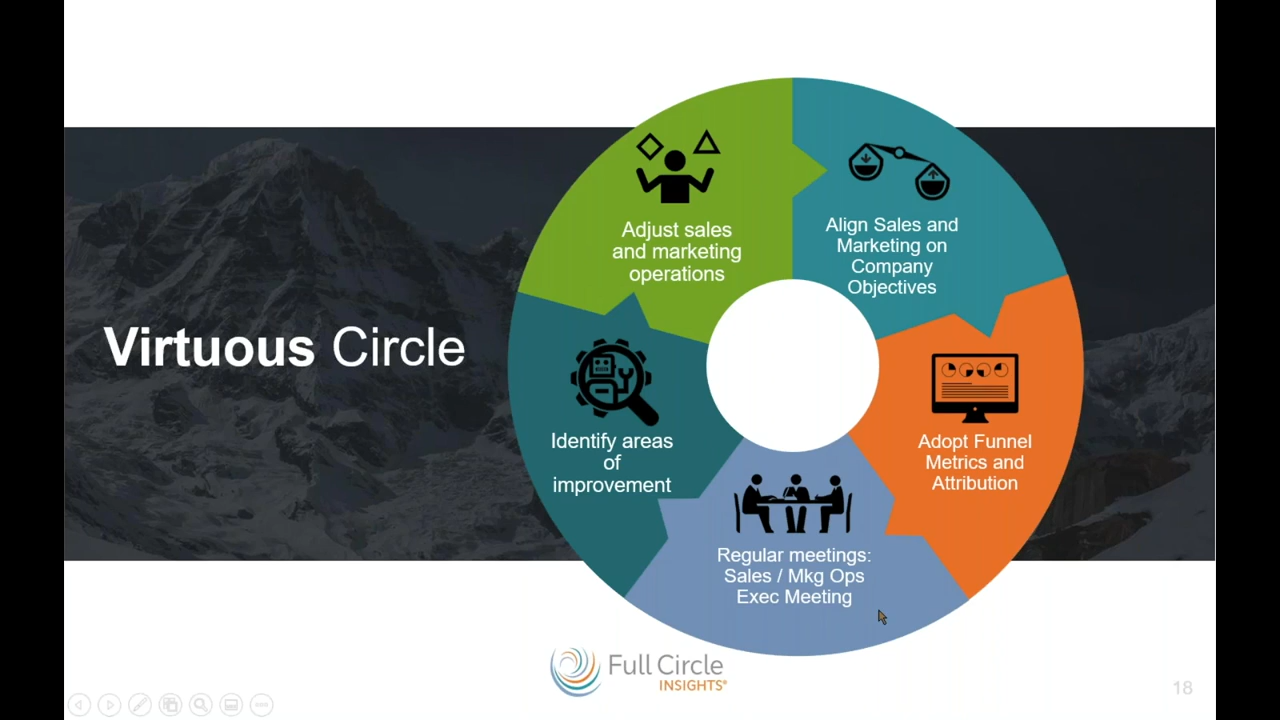 Virtuous Circle
Adjust sales
and marketing
operations
Align Sales and
Marketing on
Company
Objectives
Adopt Funnel
Metrics and
Attribution
Regular meetings:
Sales / Mkg Ops
Exec Meeting
Identify areas
of
improvement
Full Circle
INSIGHTS®
18